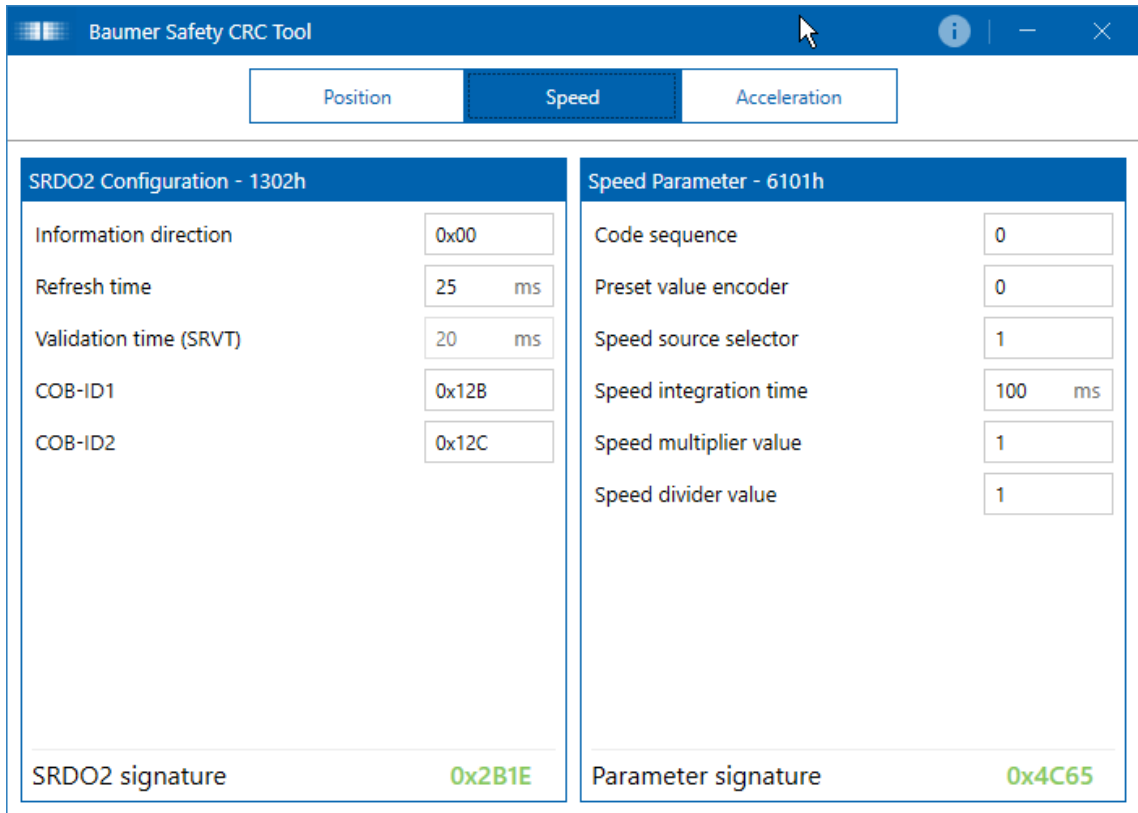 Baumer Safety CRC Tool
Position Speed Acceleration
SRDO2 Configuration - 1302h
Information direction 0x00
Refresh time 25 ms
Validation time (SRVT) 20 ms
COB-ID1 0x12B
COB-ID2 0x12C
SRDO2 signature 0x2B1E
Speed Parameter - 6101h
Code sequence 0
Preset value encoder 0
Speed source selector 1
Speed integration time 100 ms
Speed multiplier value 1
Speed divider value 1
Parameter signature 0x4C65